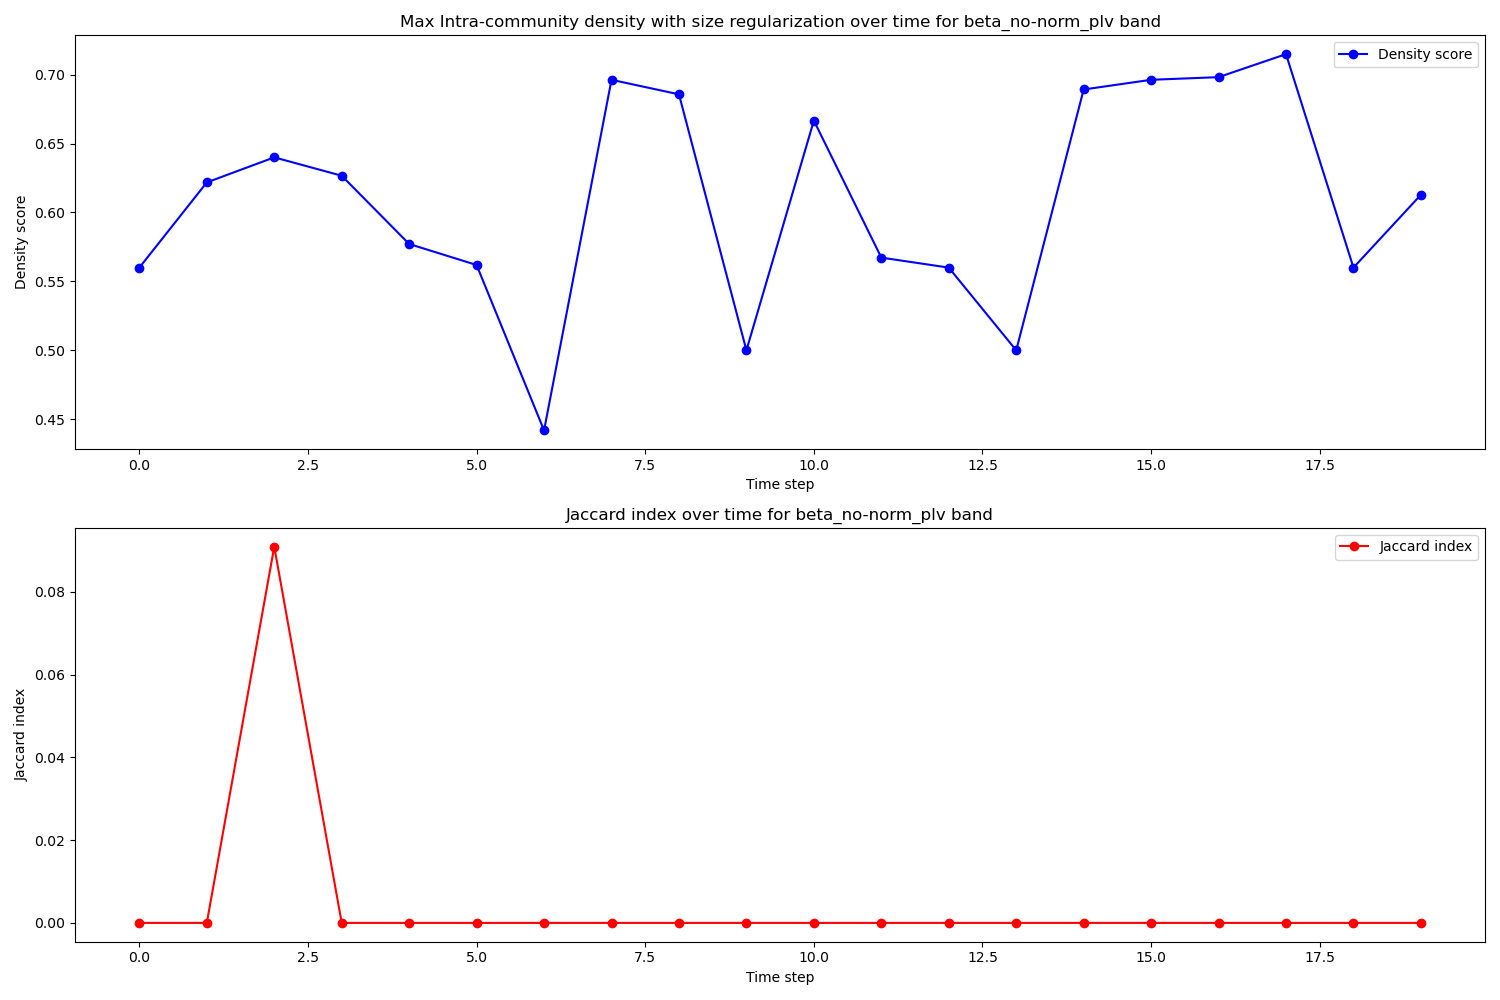 Max Intra-community density with size regularization over time for beta_no-norm_plv band
Density score
Density score
0.70
0.65
0.60
0.55
0.50
0.45
0.0 2.5 5.0 7.5 10.0 12.5 15.0 17.5
Time step
Jaccard index over time for beta_no-norm_plv band
Jaccard index
Jaccard index
0.08
0.06
0.04
0.02
0.00
0.0 2.5 5.0 7.5 10.0 12.5 15.0 17.5
Time step